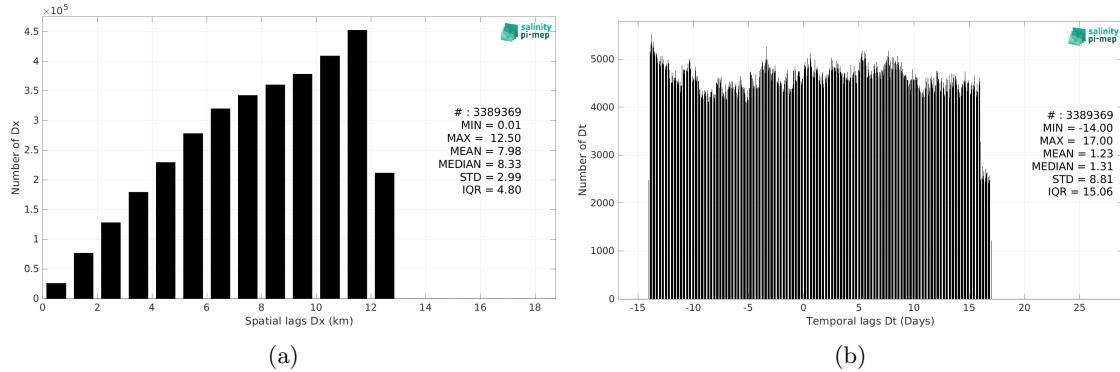 ×10⁵
4.5
4
3.5
3
2.5
2
1.5
1
0.5
0
0 2 4 6 8 10 12 14 16 18
Number of Dx
Spatial lags Dx (km)
salinity
pi-mep
# : 3389369
MIN = 0.01
MAX = 12.50
MEAN = 7.98
MEDIAN = 8.33
STD = 2.99
IQR = 4.80
(a)
5000
4000
3000
2000
1000
0
-15 -10 -5 0 5 10 15 20 25
Number of Dt
Temporal lags Dt (Days)
salinity
pi-mep
# : 3389369
MIN = -14.00
MAX = 17.00
MEAN = 1.23
MEDIAN = 1.31
STD = 8.81
IQR = 15.06
(b)